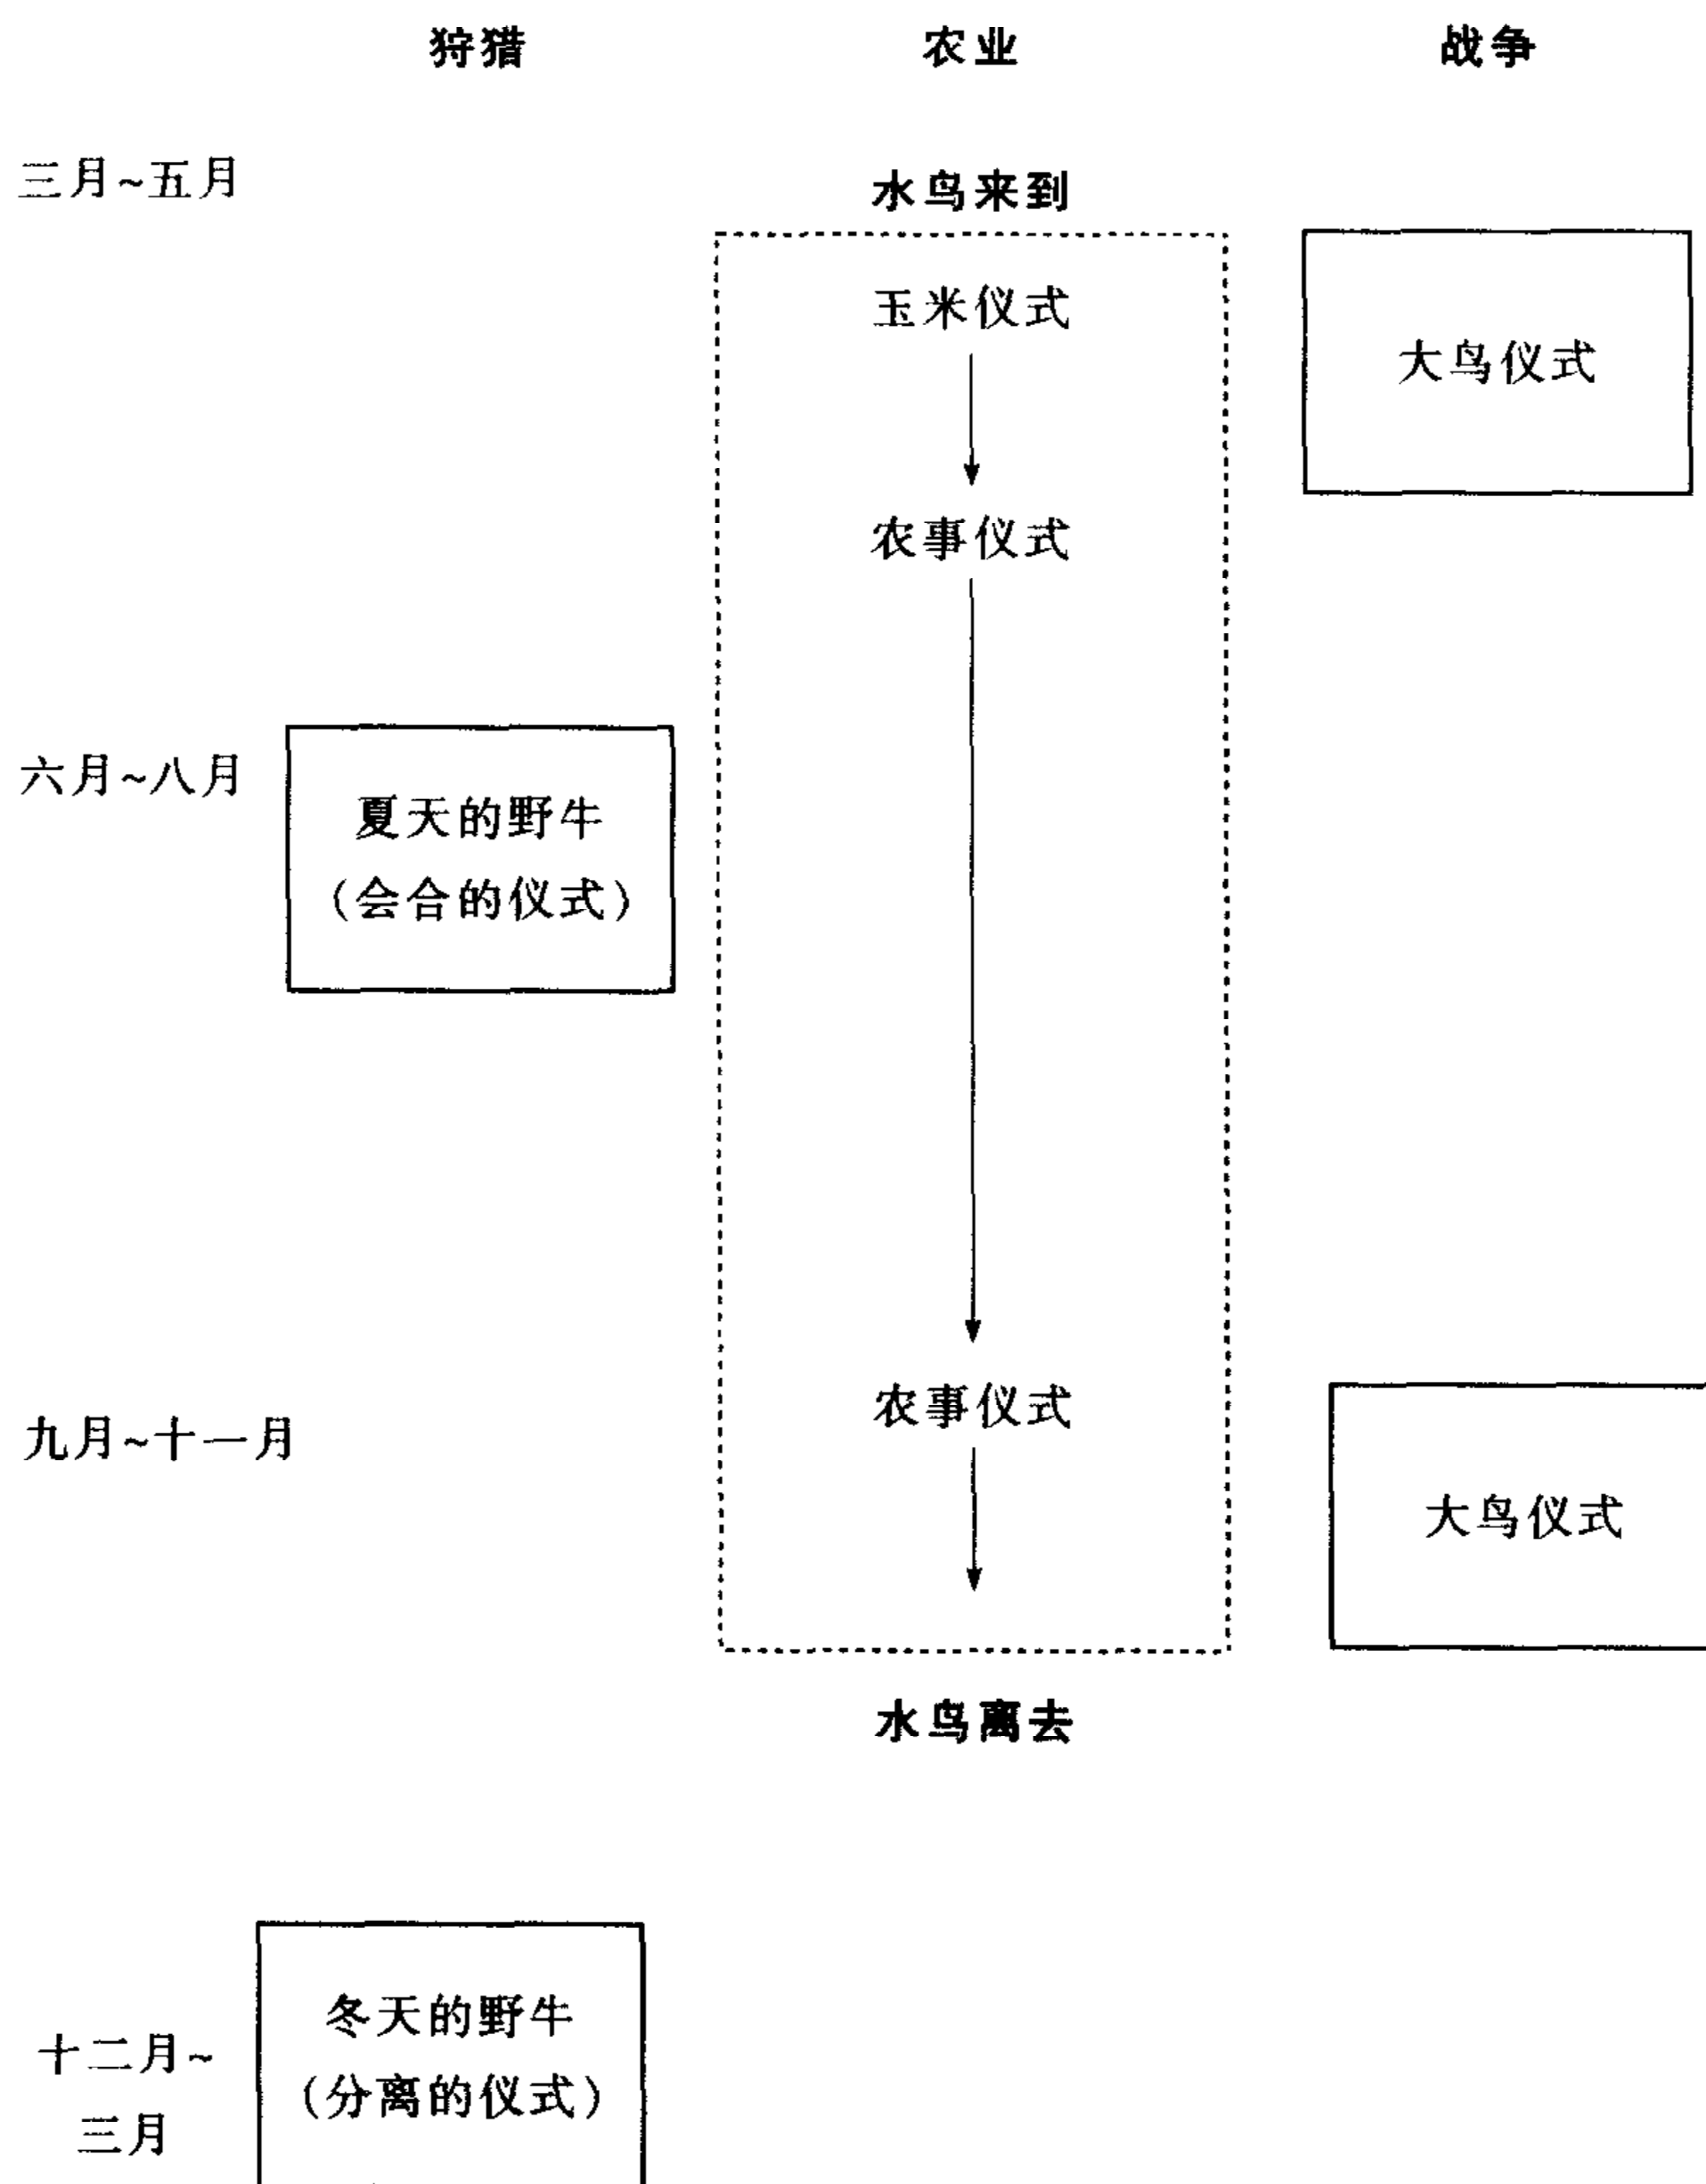 狩猎 农业 战争
三月~五月 水鸟来到
玉米仪式
大鸟仪式
农事仪式
六月~八月
夏天的野牛
(会合的仪式)
农事仪式
九月~十一月
大鸟仪式
水鸟离去
冬天的野牛
十二月~
(分离的仪式)
三月